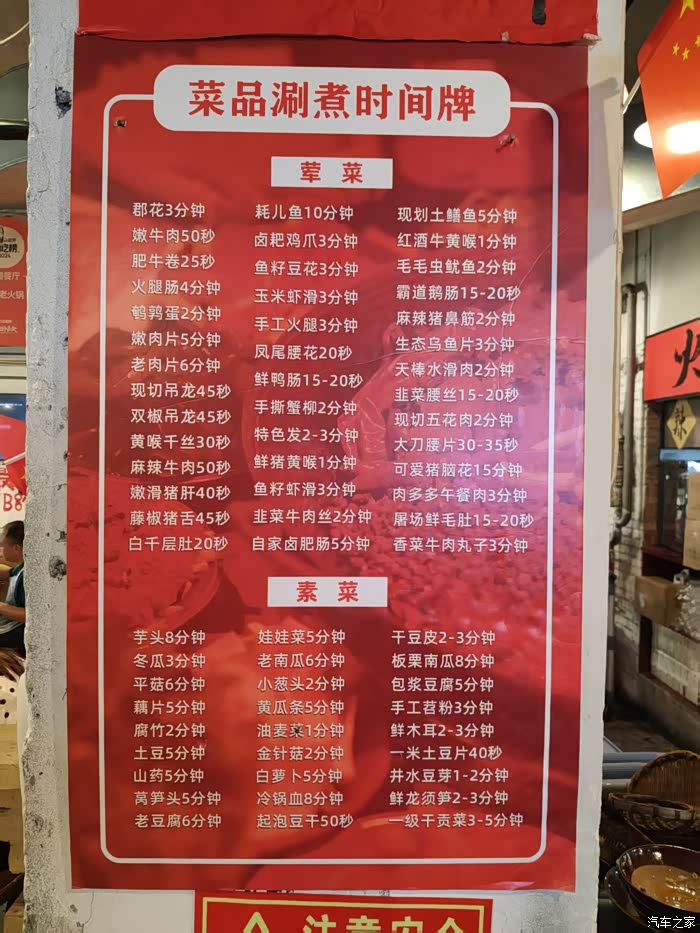 菜品涮煮时间牌
荤菜
郡花3分钟
嫩牛肉50秒
肥牛卷25秒
火腿肠4分钟
鹌鹑蛋2分钟
嫩肉片5分钟
老肉片6分钟
现切吊龙45秒
双椒吊龙45秒
黄喉千丝30秒
麻辣牛肉50秒
嫩滑猪肝40秒
藤椒猪舌45秒
白千层肚20秒
耗儿鱼10分钟
卤粑鸡爪3分钟
鱼籽豆花3分钟
玉米虾滑3分钟
手工火腿3分钟
凤尾腰花20秒
鲜鸭肠15-20秒
手撕蟹柳2分钟
特色发2-3分钟
鲜猪黄喉1分钟
鱼籽虾滑3分钟
韭菜牛肉丝2分钟
自家卤肥肠5分钟
现划土鳝鱼5分钟
红酒牛黄喉1分钟
毛毛虫鱿鱼2分钟
霸道鹅肠15-20秒
麻辣猪鼻筋2分钟
生态乌鱼片3分钟
天棒水滑肉2分钟
韭菜腰丝15-20秒
现切五花肉2分钟
大刀腰片30-35秒
可爱猪脑花15分钟
肉多多午餐肉3分钟
屠场鲜毛肚15-20秒
香菜牛肉丸子3分钟
素菜
芋头8分钟
冬瓜3分钟
平菇6分钟
藕片5分钟
腐竹2分钟
土豆5分钟
山药5分钟
莴笋头5分钟
老豆腐6分钟
娃娃菜5分钟
老南瓜6分钟
小葱头2分钟
黄瓜条5分钟
油麦菜1分钟
金针菇2分钟
白萝卜5分钟
冷锅血8分钟
起泡豆干50秒
干豆皮2-3分钟
板栗南瓜8分钟
包浆豆腐5分钟
手工苕粉3分钟
鲜木耳2-3分钟
一米土豆片40秒
井水豆芽1-2分钟
鲜龙须笋2-3分钟
一级干贡菜3-5分钟
注意安全
汽车之家